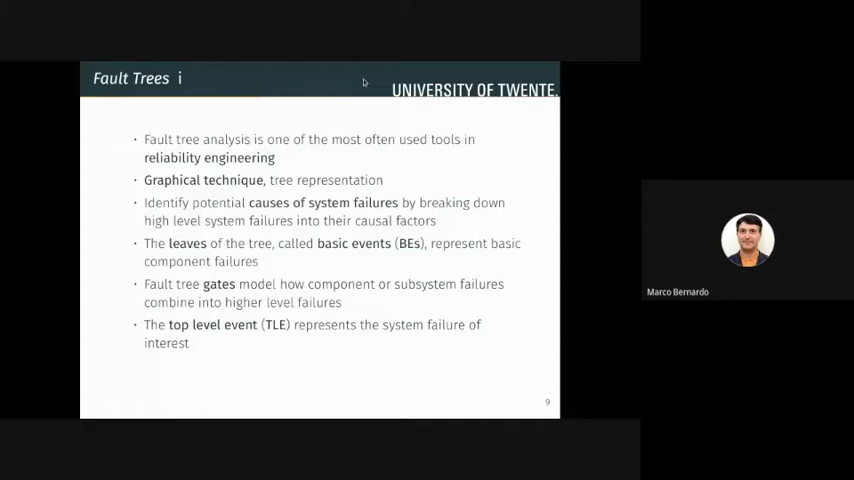 Fault Trees i
UNIVERSITY OF TWENTE.
· Fault tree analysis is one of the most often used tools in
reliability engineering
· Graphical technique, tree representation
· Identify potential causes of system failures by breaking down
high level system failures into their causal factors
· The leaves of the tree, called basic events (BEs), represent basic
component failures
· Fault tree gates model how component or subsystem failures
combine into higher level failures
· The top level event (TLE) represents the system failure of
interest
9
Marco Bernardo